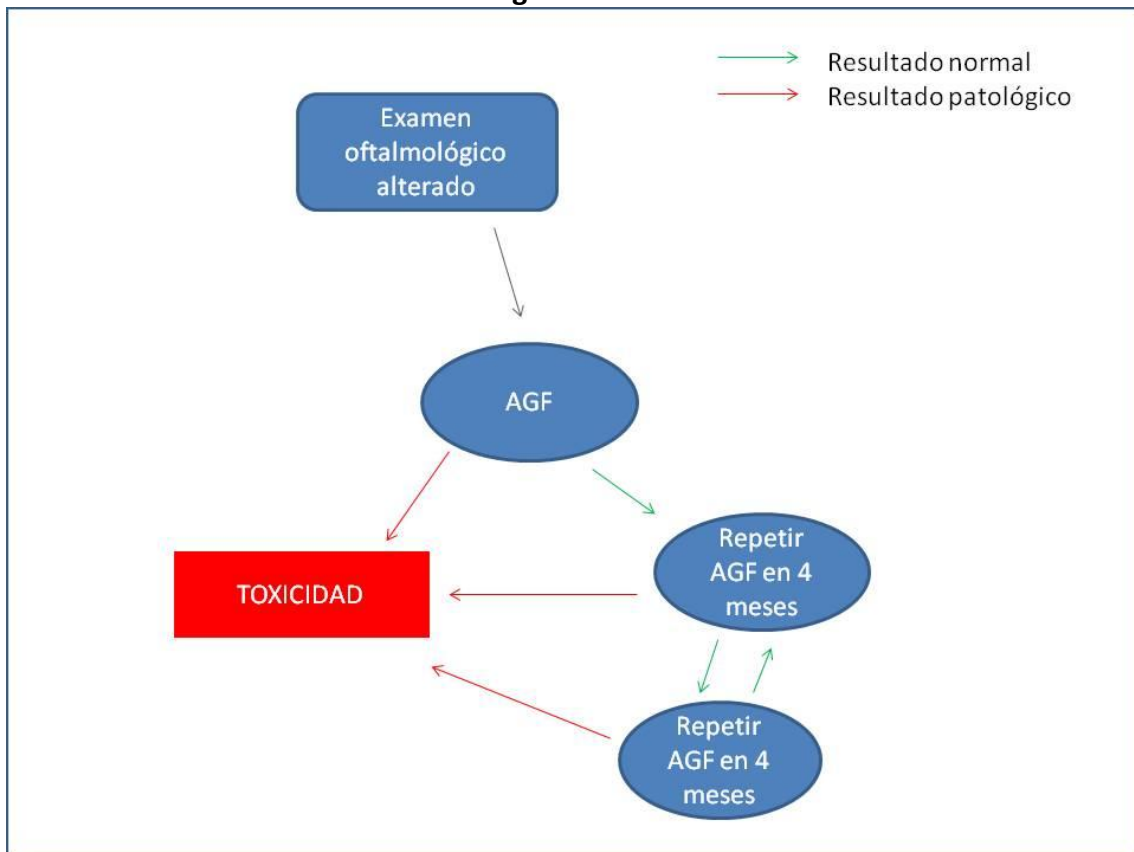 Resultado normal
Resultado patológico
Examen
oftalmológico
alterado
AGF
Repetir
AGF en 4
meses
TOXICIDAD
Repetir
AGF en 4
meses